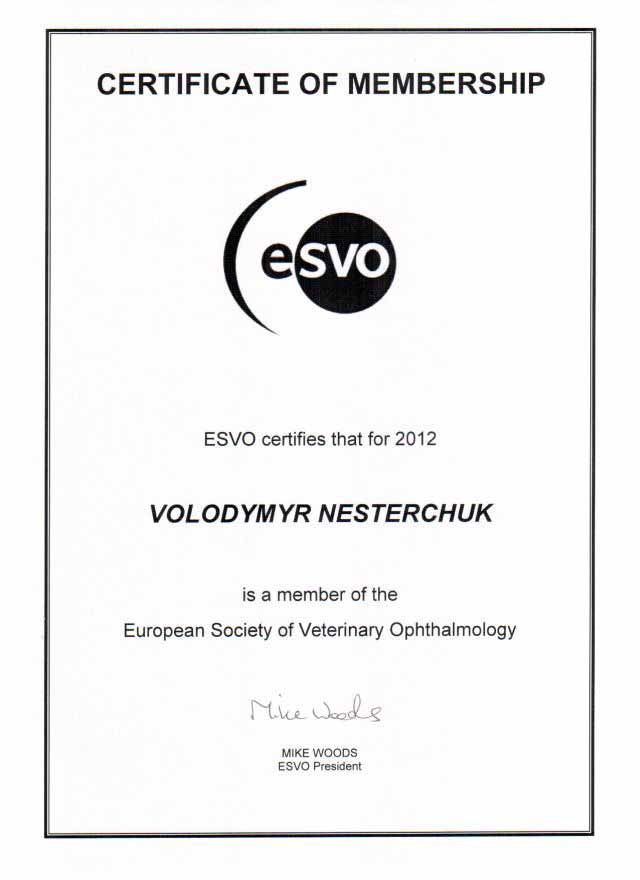 CERTIFICATE OF MEMBERSHIP
esvo
ESVO certifies that for 2012
VOLODYMYR NESTERCHUK
is a member of the
European Society of Veterinary Ophthalmology
Mike Woods
MIKE WOODS
ESVO President